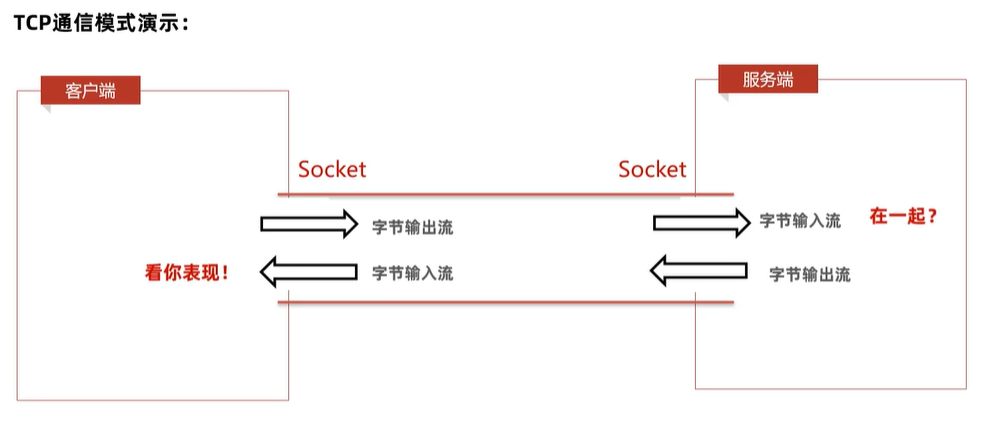 TCP通信模式演示：
客户端
服务端
Socket
Socket
字节输出流
字节输入流
在一起？
看你表现！
字节输入流
字节输出流